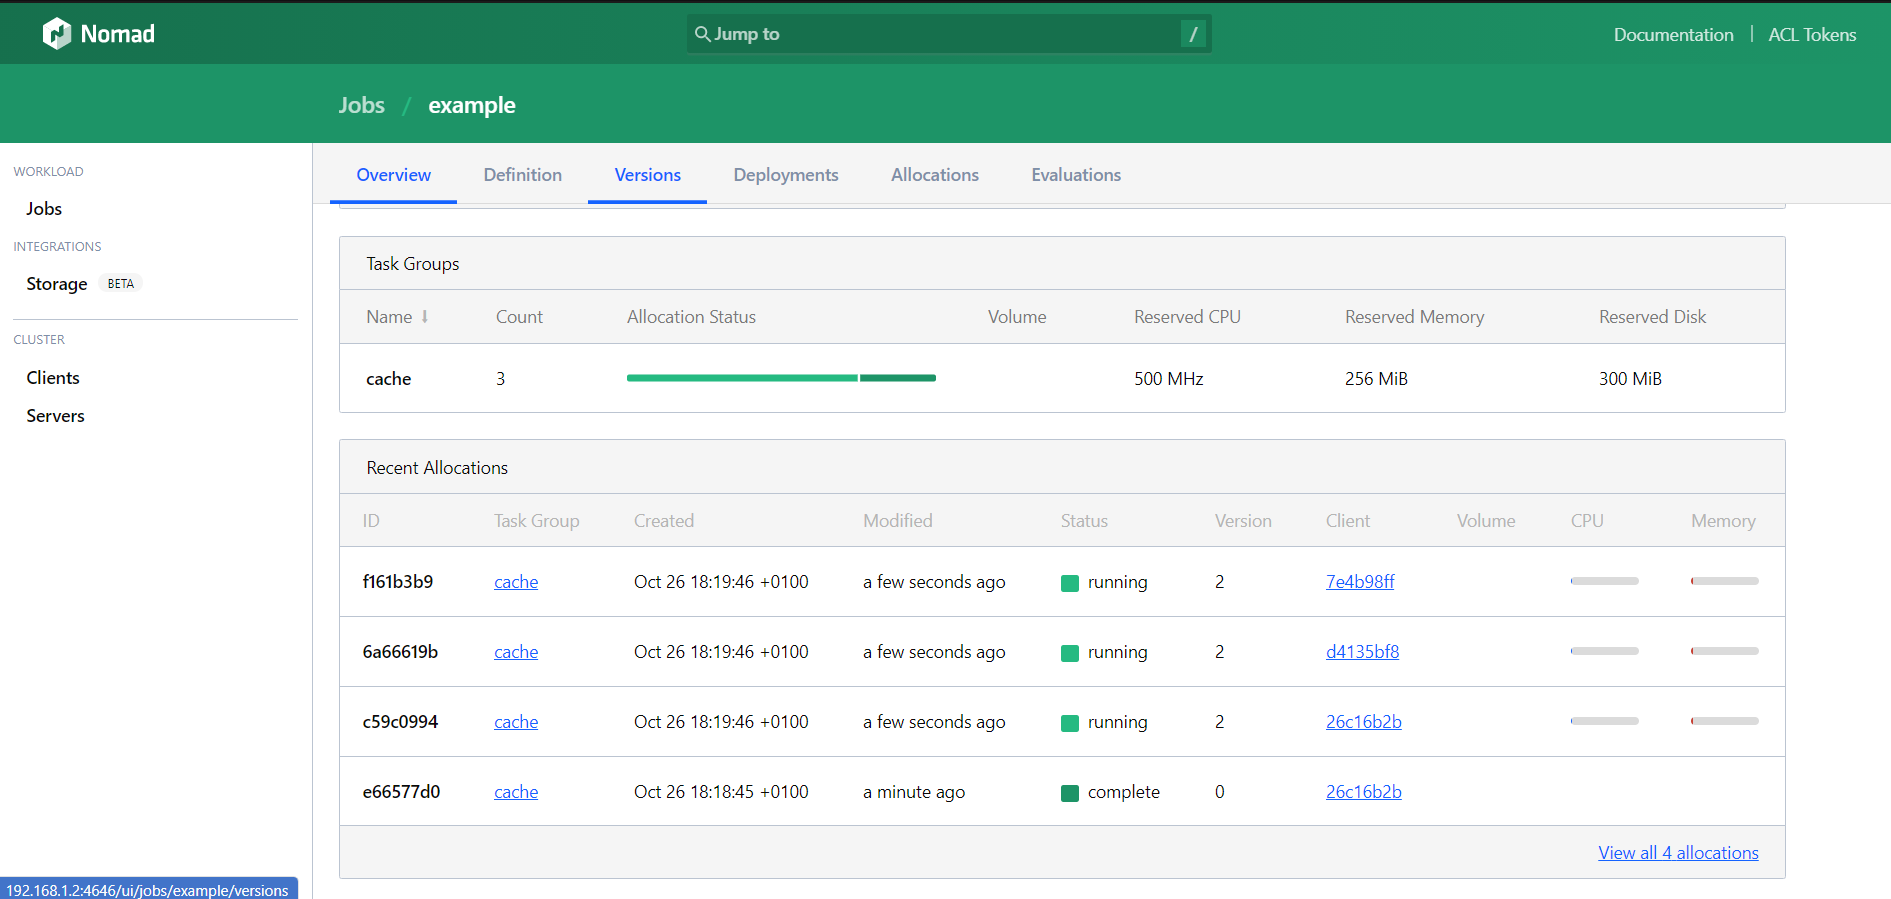 Nomad
Jump to /
Documentation | ACL Tokens
Jobs / example
WORKLOAD
Jobs
INTEGRATIONS
Storage BETA
CLUSTER
Clients
Servers
Overview Definition Versions Deployments Allocations Evaluations
Task Groups
Name Count Allocation Status Volume Reserved CPU Reserved Memory Reserved Disk
cache 3 500 MHz 256 MiB 300 MiB
Recent Allocations
ID Task Group Created Modified Status Version Client Volume CPU Memory
f161b3b9 cache Oct 26 18:19:46 +0100 a few seconds ago running 2 7e4b98ff
6a66619b cache Oct 26 18:19:46 +0100 a few seconds ago running 2 d4135bf8
c59c0994 cache Oct 26 18:19:46 +0100 a few seconds ago running 2 26c16b2b
e66577d0 cache Oct 26 18:18:45 +0100 a minute ago complete 0 26c16b2b
View all 4 allocations
192.168.1.2:4646/ui/jobs/example/versions